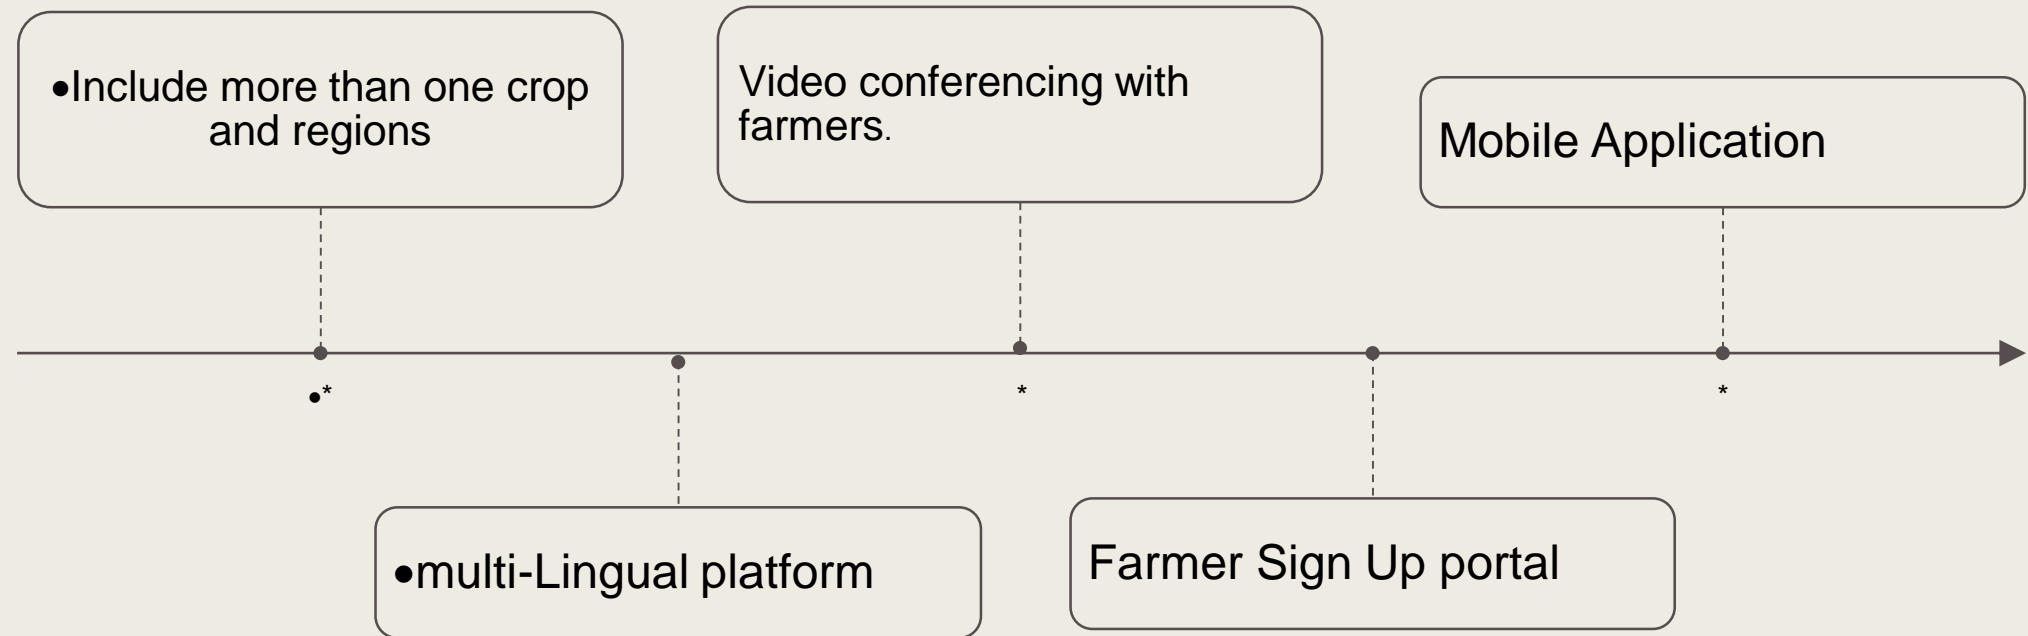 •Include more than one crop
and regions
Video conferencing with
farmers.
Mobile Application
•*
*
*
•multi-Lingual platform
Farmer Sign Up portal